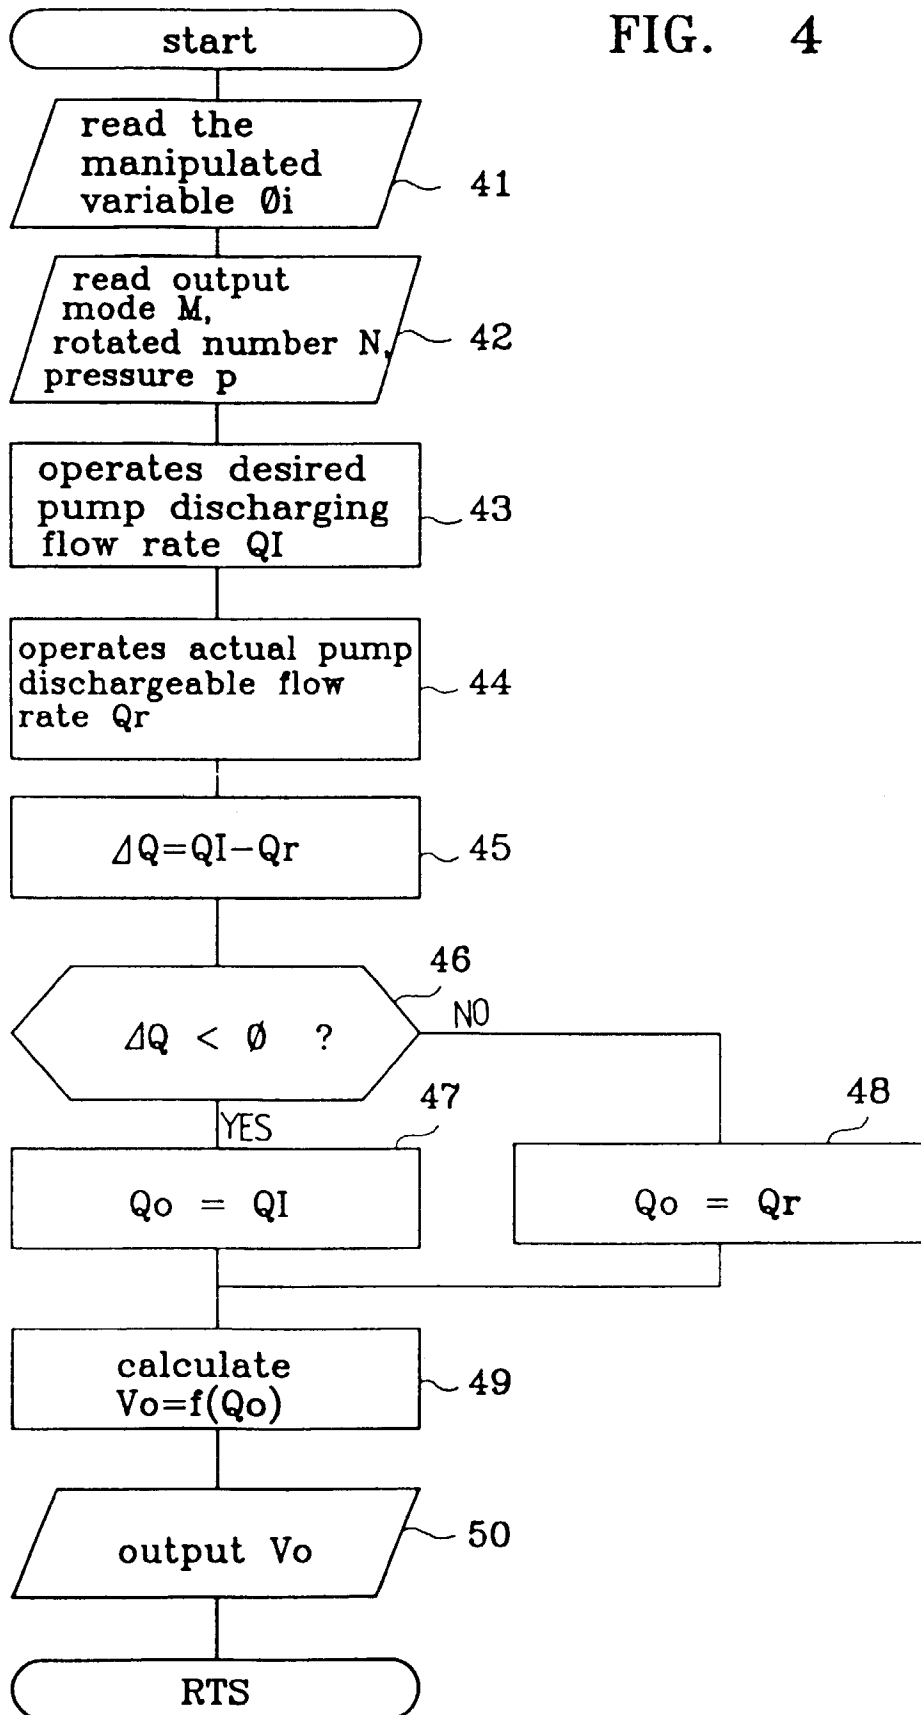 FIG. 4
start
read the
manipulated
variable Øi
41
read output
mode M,
rotated number N,
pressure p
42
operates desired
pump discharging
flow rate QI
43
operates actual pump
dischargeable flow
rate Qr
44
⊿Q=QI-Qr
45
46
⊿Q < Ø ?
NO
YES
47
Qo = QI
48
Qo = Qr
calculate
Vo=f(Qo)
49
output Vo
50
RTS